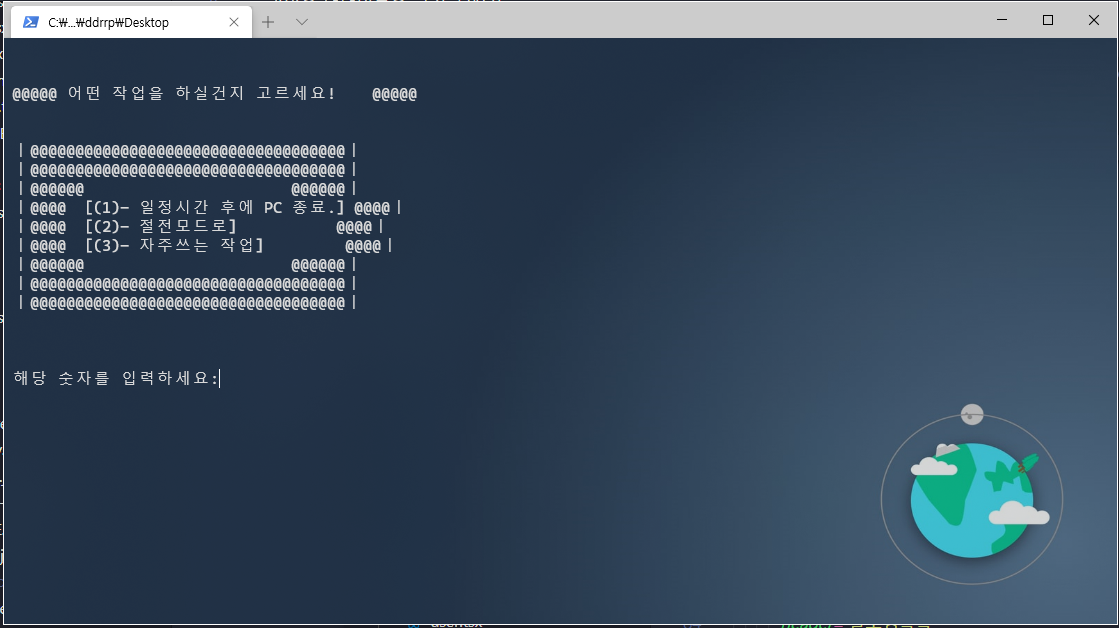 C:₩...₩ddrrp₩Desktop
@@@@@ 어떤 작업을 하실건지 고르세요!    @@@@@
|@@@@@@@@@@@@@@@@@@@@@@@@@@@@@@@@@@@|
|@@@@@@@@@@@@@@@@@@@@@@@@@@@@@@@@@@@|
|@@@@@@                       @@@@@@|
|@@@@  [(1)- 일정시간 후에 PC 종료.] @@@@|
|@@@@  [(2)- 절전모드로]           @@@@|
|@@@@  [(3)- 자주쓰는 작업]         @@@@|
|@@@@@@                       @@@@@@|
|@@@@@@@@@@@@@@@@@@@@@@@@@@@@@@@@@@@|
|@@@@@@@@@@@@@@@@@@@@@@@@@@@@@@@@@@@|
해당 숫자를 입력하세요: